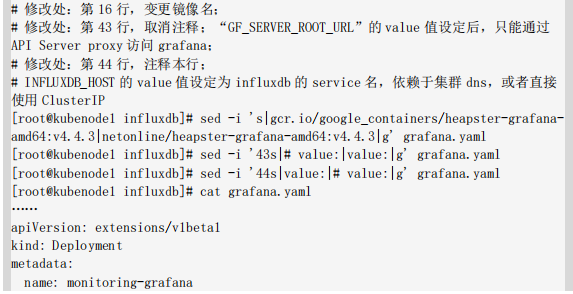 # 修改处：第 16 行，变更镜像名；
# 修改处：第 43 行，取消注释；“GF_SERVER_ROOT_URL”的 value 值设定后，只能通过
API Server proxy 访问 grafana；
# 修改处：第 44 行，注释本行；
# INFLUXDB_HOST 的 value 值设定为 influxdb 的 service 名，依赖于集群 dns，或者直接
使用 ClusterIP
[root@kubenode1 influxdb]# sed -i 's|gcr.io/google_containers/heapster-grafana-
amd64:v4.4.3|netonline/heapster-grafana-amd64:v4.4.3|g' grafana.yaml
[root@kubenode1 influxdb]# sed -i '43s|# value:|value:|g' grafana.yaml
[root@kubenode1 influxdb]# sed -i '44s|value:|# value:|g' grafana.yaml
[root@kubenode1 influxdb]# cat grafana.yaml
……
apiVersion: extensions/v1beta1
kind: Deployment
metadata:
  name: monitoring-grafana